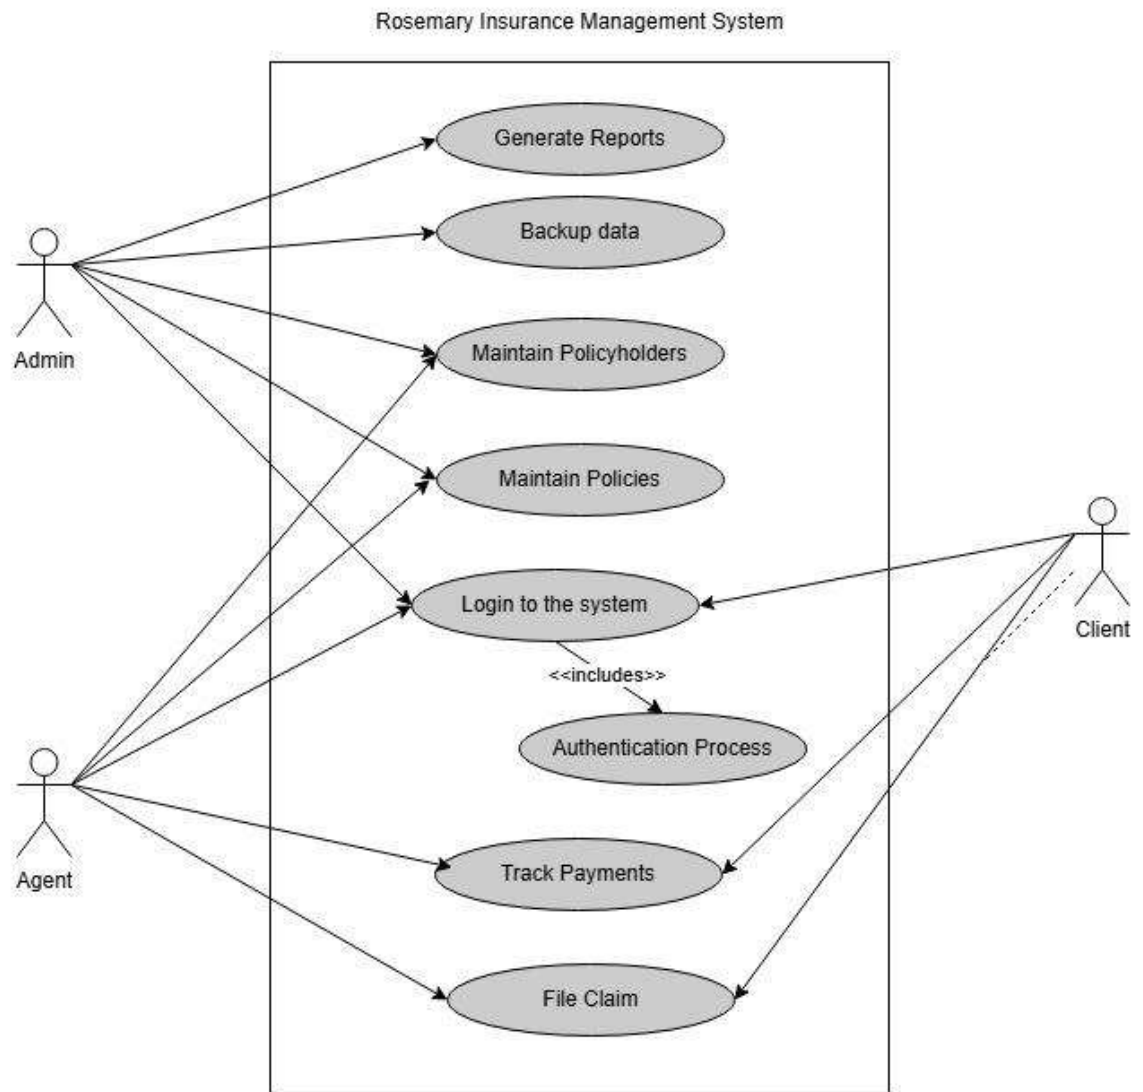 Rosemary Insurance Management System
Generate Reports
Backup data
Admin
Maintain Policyholders
Maintain Policies
Login to the system
Client
<<includes>>
Authentication Process
Agent
Track Payments
File Claim